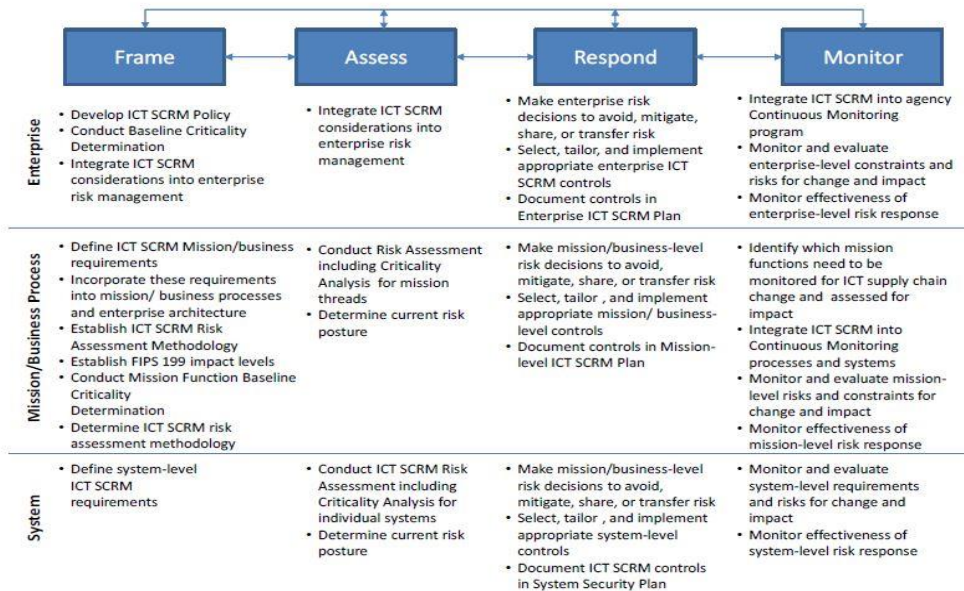 Frame
Assess
Respond
Monitor
Enterprise
• Develop ICT SCRM Policy
• Conduct Baseline Criticality
Determination
• Integrate ICT SCRM
considerations into enterprise
risk management
• Integrate ICT SCRM
considerations into
enterprise risk
management
• Make enterprise risk
decisions to avoid, mitigate,
share, or transfer risk
• Select, tailor, and implement
appropriate enterprise ICT
SCRM controls
• Document controls in
Enterprise ICT SCRM Plan
• Integrate ICT SCRM into agency
Continuous Monitoring
program
• Monitor and evaluate
enterprise-level constraints and
risks for change and impact
• Monitor effectiveness of
enterprise-level risk response
Mission/Business Process
• Define ICT SCRM Mission/business
requirements
• Incorporate these requirements
into mission/ business processes
and enterprise architecture
• Establish ICT SCRM Risk
Assessment Methodology
• Establish FIPS 199 impact levels
• Conduct Mission Function Baseline
Criticality
Determination
• Determine ICT SCRM risk
assessment methodology
• Conduct Risk Assessment
including Criticality
Analysis for mission
threads
• Determine current risk
posture
• Make mission/business-level
risk decisions to avoid,
mitigate, share, or transfer risk
• Select, tailor , and implement
appropriate mission/ business-
level controls
• Document controls in Mission-
level ICT SCRM Plan
• Identify which mission
functions need to be
monitored for ICT supply chain
change and assessed for
impact
• Integrate ICT SCRM into
Continuous Monitoring
processes and systems
• Monitor and evaluate mission-
level risks and constraints for
change and impact
• Monitor effectiveness of
mission-level risk response
System
• Define system-level
ICT SCRM
requirements
• Conduct ICT SCRM Risk
Assessment including
Criticality Analysis for
individual systems
• Determine current risk
posture
• Make mission/business-level
risk decisions to avoid,
mitigate, share, or transfer risk
• Select, tailor , and implement
appropriate system-level
controls
• Document ICT SCRM controls
in System Security Plan
• Monitor and evaluate
system-level requirements
and risks for change and
impact
• Monitor effectiveness of
system-level risk response